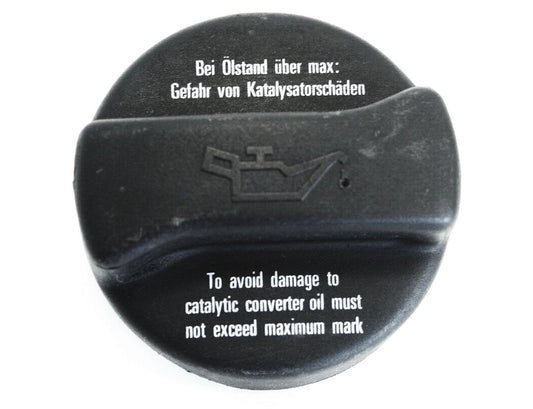 Bei Ölstand über max:
Gefahr von Katalysatorschäden
To avoid damage to
catalytic converter oil must
not exceed maximum mark